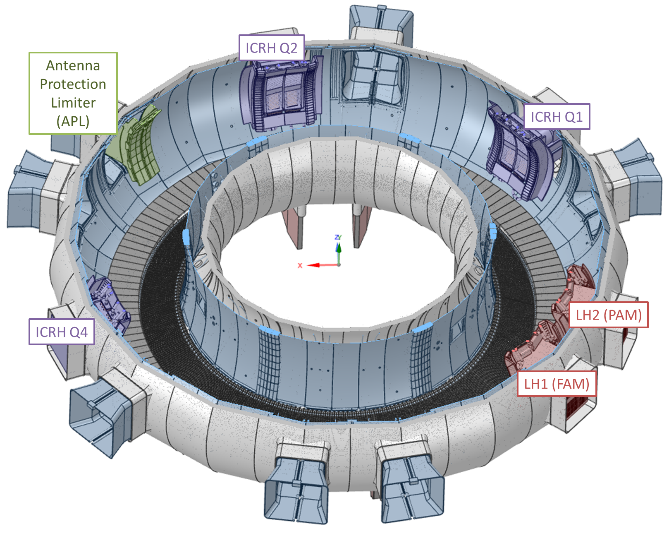 ICRH Q2
Antenna
Protection
Limiter
(APL)
ICRH Q1
X
LH2 (PAM)
ICRH Q4
LH1 (FAM)